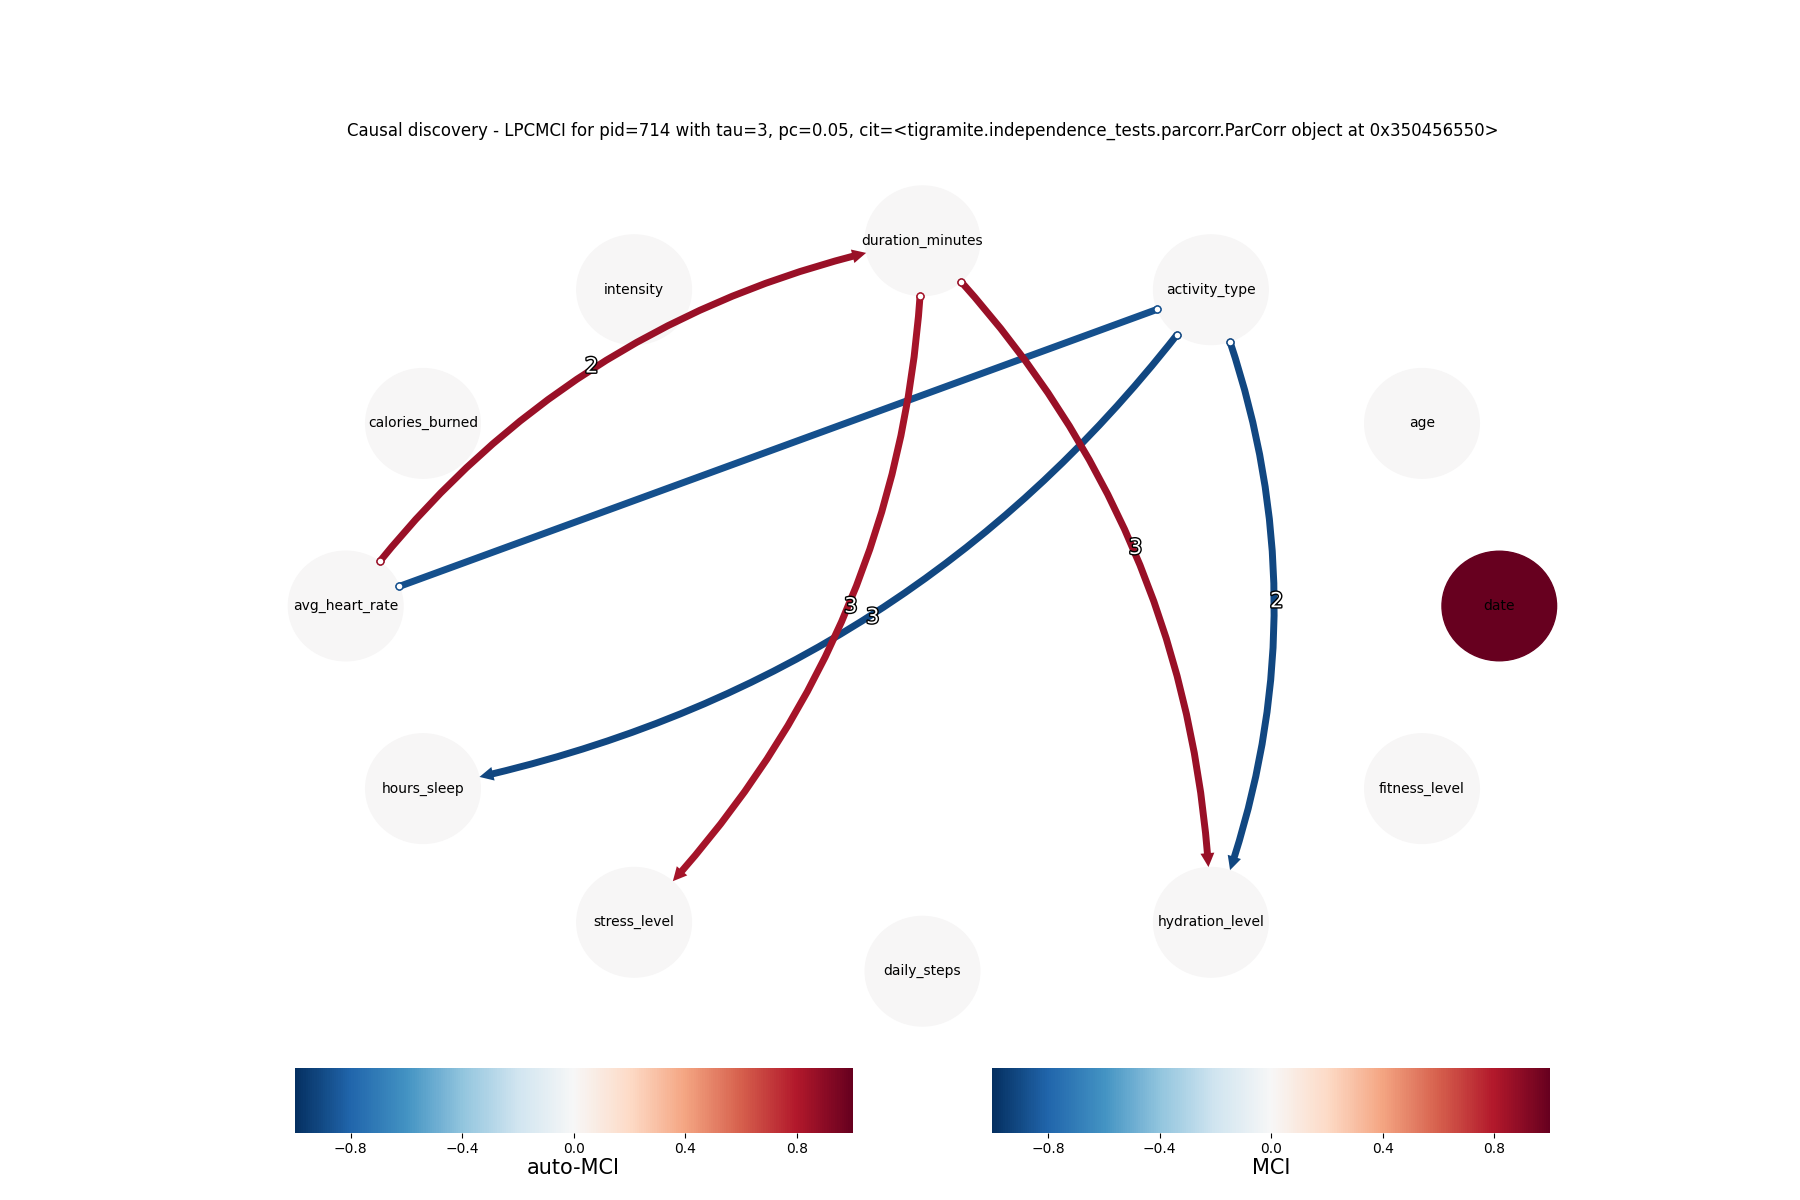 Causal discovery - LPCMCI for pid=714 with tau=3, pc=0.05, cit=<tigramite.independence_tests.parcorr.ParCorr object at 0x350456550>
duration_minutes
intensity
activity_type
2
calories_burned
age
3
avg_heart_rate
date
3
3
2
hours_sleep
fitness_level
stress_level
hydration_level
daily_steps
−0.8 −0.4 0.0 0.4 0.8
auto-MCI
−0.8 −0.4 0.0 0.4 0.8
MCI